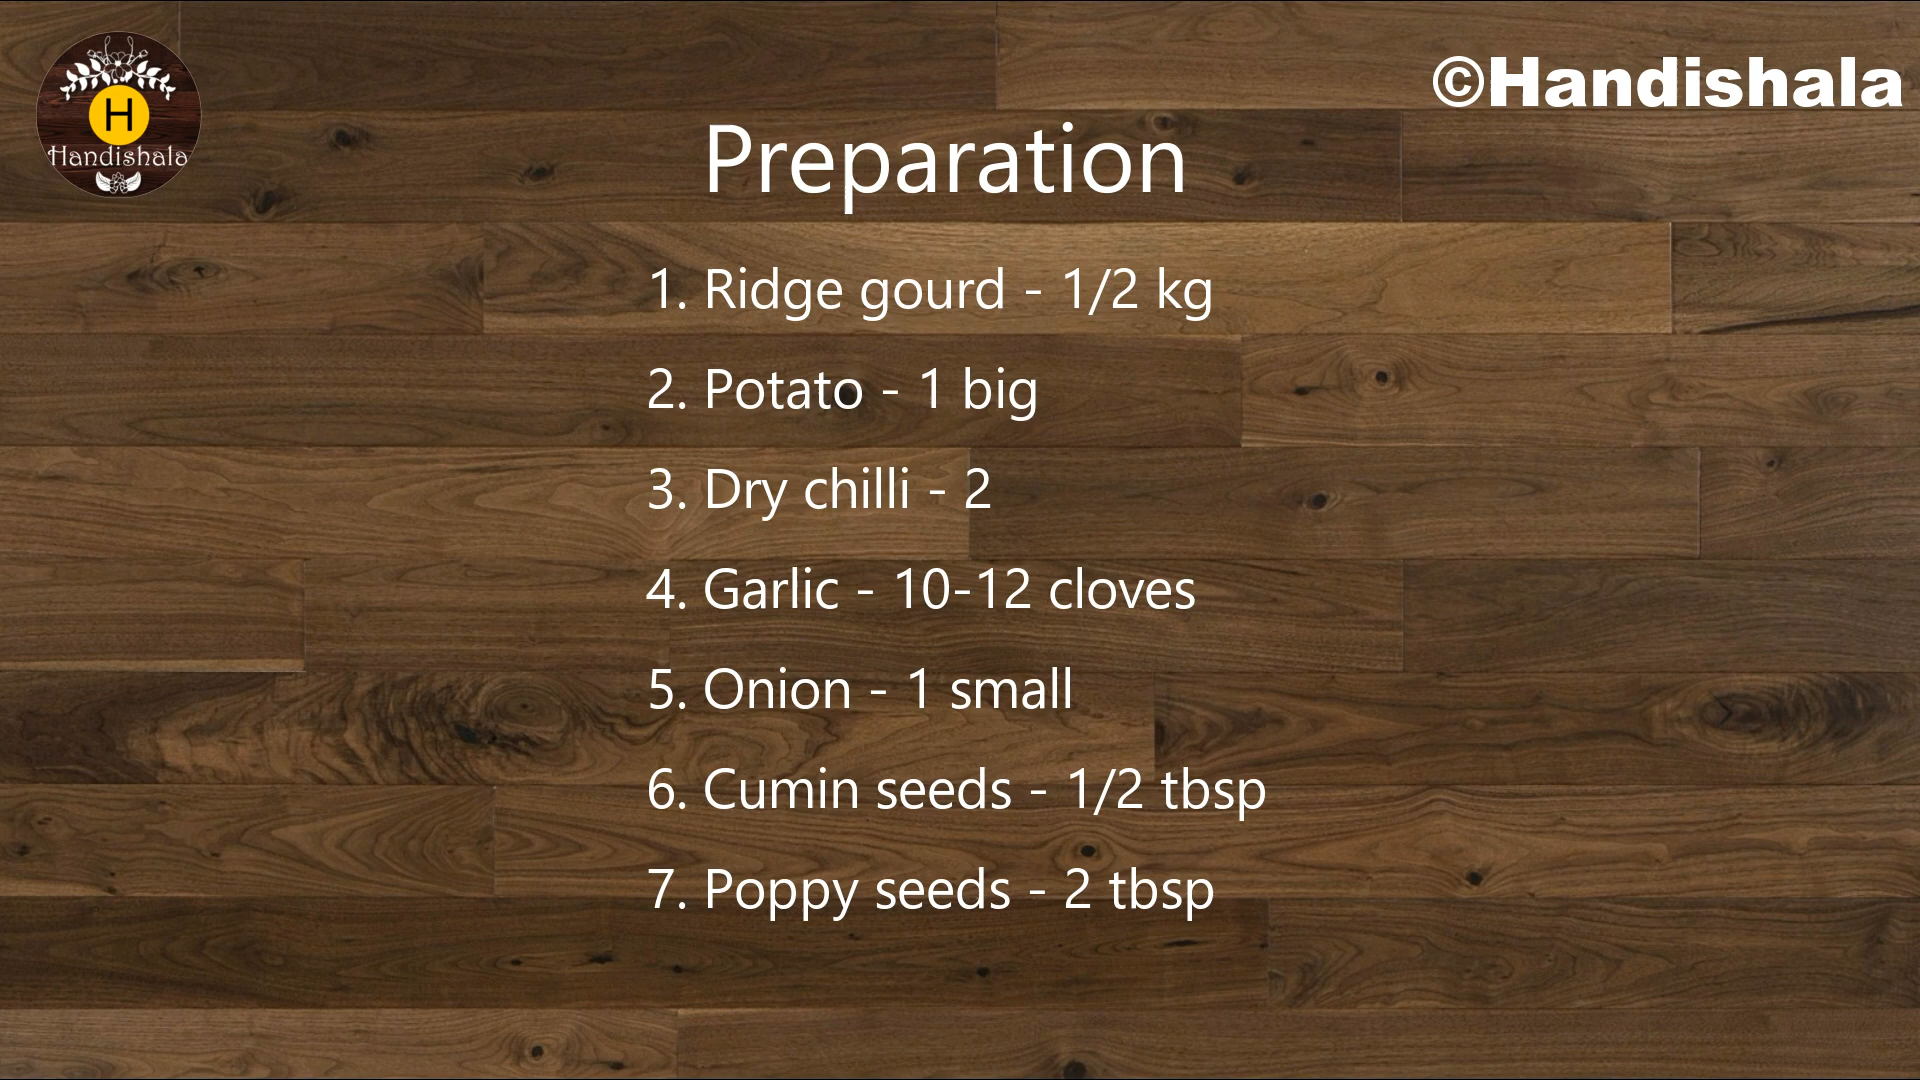 H
Handishala
©Handishala
Preparation
1. Ridge gourd - 1/2 kg
2. Potato - 1 big
3. Dry chilli - 2
4. Garlic - 10-12 cloves
5. Onion - 1 small
6. Cumin seeds - 1/2 tbsp
7. Poppy seeds - 2 tbsp